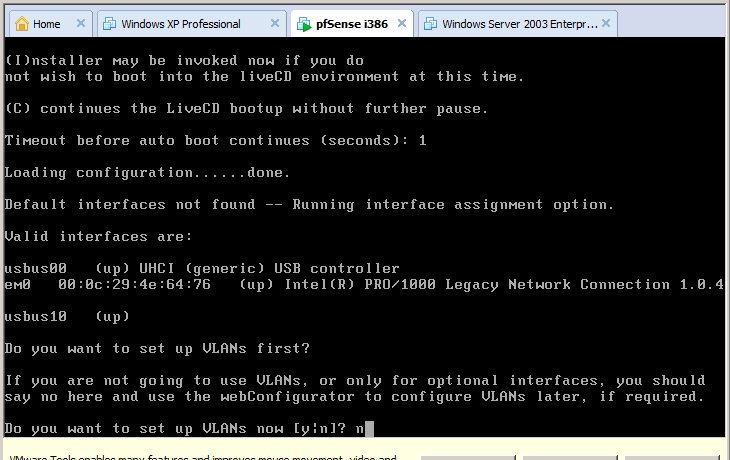 Home Windows XP Professional pfSense i386 Windows Server 2003 Enterpr...
(I)nstaller may be invoked now if you do
not wish to boot into the liveCD environment at this time.
(C) continues the LiveCD bootup without further pause.
Timeout before auto boot continues (seconds): 1
Loading configuration......done.
Default interfaces not found -- Running interface assignment option.
Valid interfaces are:
usbus00 (up) UHCI (generic) USB controller
em0 00:0c:29:4e:64:76 (up) Intel(R) PRO/1000 Legacy Network Connection 1.0.4
usbus10 (up)
Do you want to set up VLANs first?
If you are not going to use VLANs, or only for optional interfaces, you should
say no here and use the webConfigurator to configure VLANs later, if required.
Do you want to set up VLANs now [y|n]? n
VMware Tools enables many features and improves mouse movement, video and